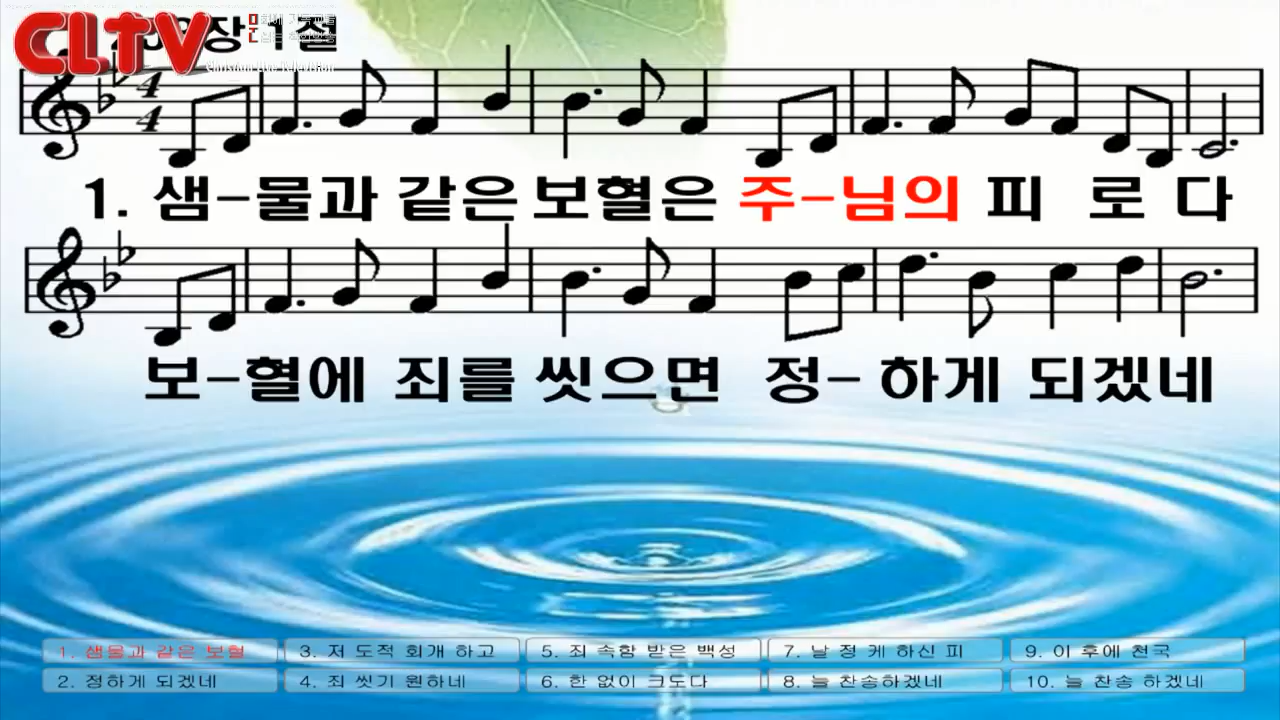 CLTV
장 1절
Christian Live Television
1. 샘-물과 같은 보혈은 주-님의 피 로 다
보-혈에 죄를 씻으면 정-하게 되겠네
1. 샘물과 같은 보혈
3. 저 도적 회개 하고
5. 죄 속함 받은 백성
7. 날 정 케 하신 피
9. 이 후에 천국
2. 정하게 되겠네
4. 죄 씻기 원하네
6. 한 없이 크도다
8. 늘 찬송하겠네
10. 늘 찬송 하겠네